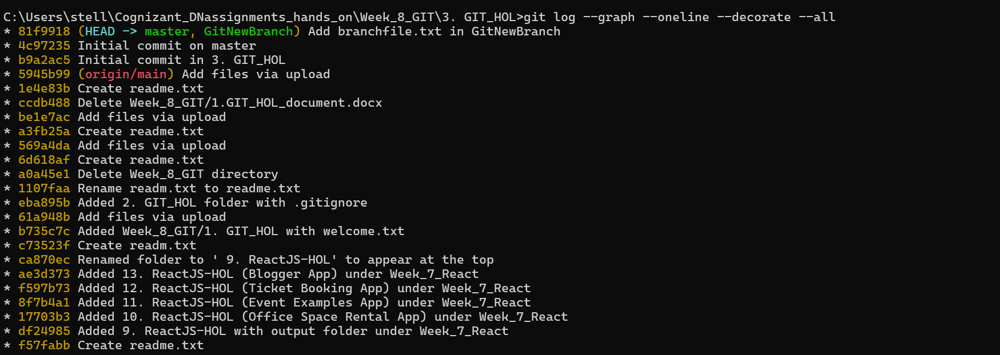 C:\Users\stell\Cognizant_DNassignments_hands_on\Week_8_GIT\3. GIT_HOL>git log --graph --oneline --decorate --all
* 81f9918 (HEAD -> master, GitNewBranch) Add branchfile.txt in GitNewBranch
* 4c97235 Initial commit on master
* b9a2ac5 Initial commit in 3. GIT_HOL
* 5945b99 (origin/main) Add files via upload
* 1e4e83b Create readme.txt
* ccdb488 Delete Week_8_GIT/1.GIT_HOL_document.docx
* be1e7ac Add files via upload
* a3fb25a Create readme.txt
* 569a4da Add files via upload
* 6d618af Create readme.txt
* a0a45e1 Delete Week_8_GIT directory
* 1107faa Rename readm.txt to readme.txt
* eba895b Added 2. GIT_HOL folder with .gitignore
* 61a948b Add files via upload
* b735c7c Added Week_8_GIT/1. GIT_HOL with welcome.txt
* c73523f Create readm.txt
* ca870ec Renamed folder to ' 9. ReactJS-HOL' to appear at the top
* ae3d373 Added 13. ReactJS-HOL (Blogger App) under Week_7_React
* f597b73 Added 12. ReactJS-HOL (Ticket Booking App) under Week_7_React
* 8f7b4a1 Added 11. ReactJS-HOL (Event Examples App) under Week_7_React
* 17703b3 Added 10. ReactJS-HOL (Office Space Rental App) under Week_7_React
* df24985 Added 9. ReactJS-HOL with output folder under Week_7_React
* f57fabb Create readme.txt